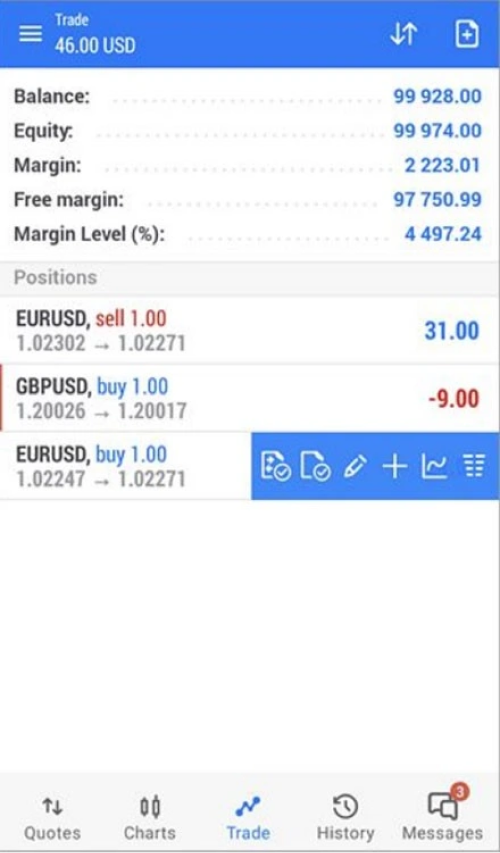 Trade
46.00 USD
Balance: 99 928.00
Equity: 99 974.00
Margin: 2 223.01
Free margin: 97 750.99
Margin Level (%): 4 497.24
Positions
EURUSD, sell 1.00
1.02302 → 1.02271
31.00
GBPUSD, buy 1.00
1.20026 → 1.20017
-9.00
EURUSD, buy 1.00
1.02247 → 1.02271
3
Quotes Charts Trade History Messages